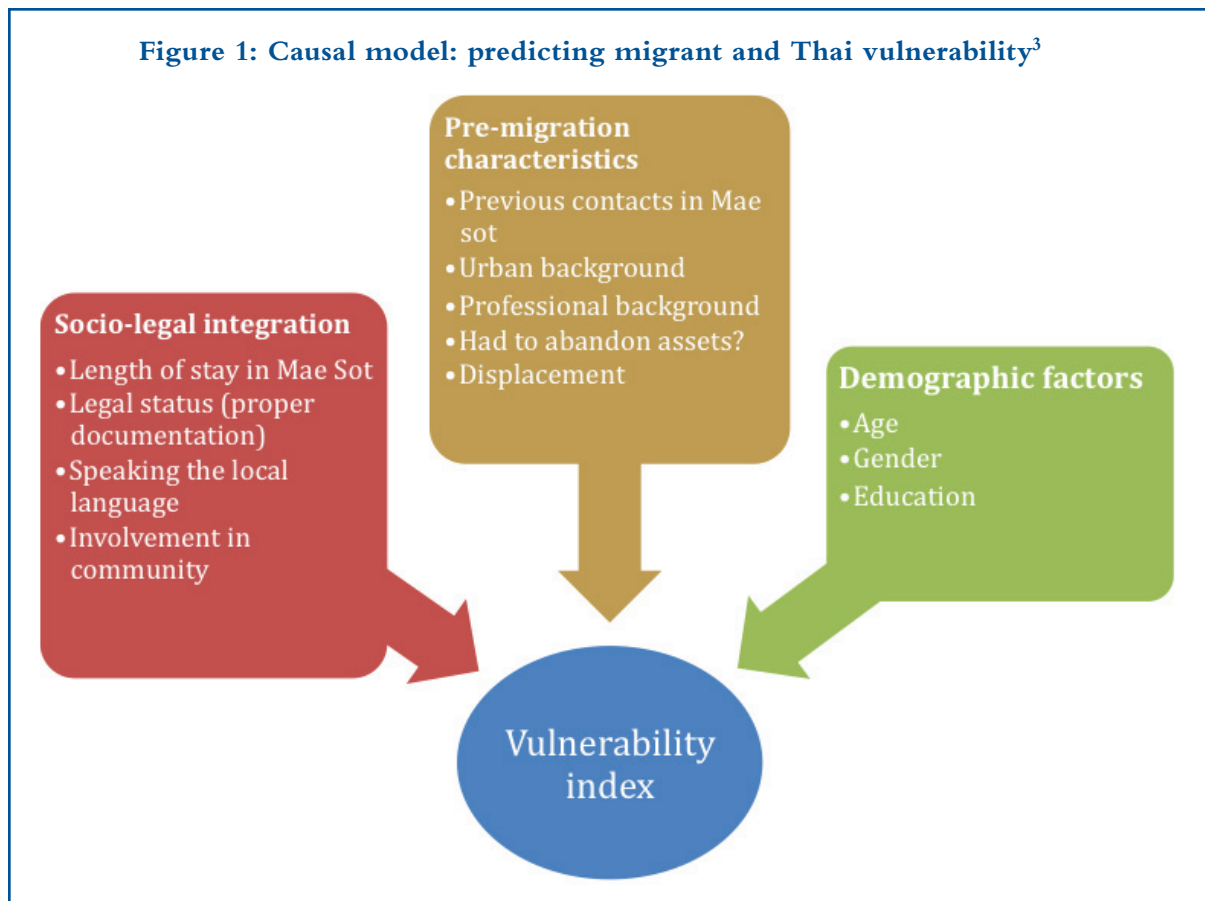 Figure 1: Causal model: predicting migrant and Thai vulnerability³
Pre-migration
characteristics
•Previous contacts in Mae
sot
•Urban background
•Professional background
•Had to abandon assets?
•Displacement
Socio-legal integration
•Length of stay in Mae Sot
•Legal status (proper
documentation)
•Speaking the local
language
•Involvement in
community
Demographic factors
•Age
•Gender
•Education
Vulnerability
index